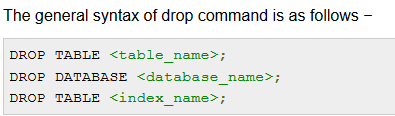 The general syntax of drop command is as follows −
DROP TABLE <table_name>;
DROP DATABASE <database_name>;
DROP TABLE <index_name>;